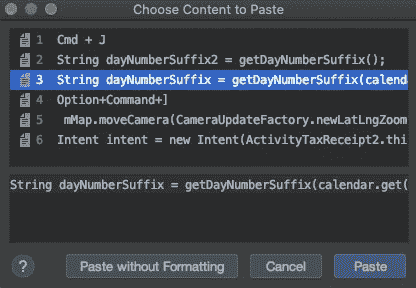 Choose Content to Paste
1 Cmd + J
2 String dayNumberSuffix2 = getDayNumberSuffix();
3 String dayNumberSuffix = getDayNumberSuffix(calenda
4 Option+Command+]
5 mMap.moveCamera(CameraUpdateFactory.newLatLngZoom
6 Intent intent = new Intent(ActivityTaxReceipt2.thi
String dayNumberSuffix = getDayNumberSuffix(calendar.get(
? Paste without Formatting Cancel Paste